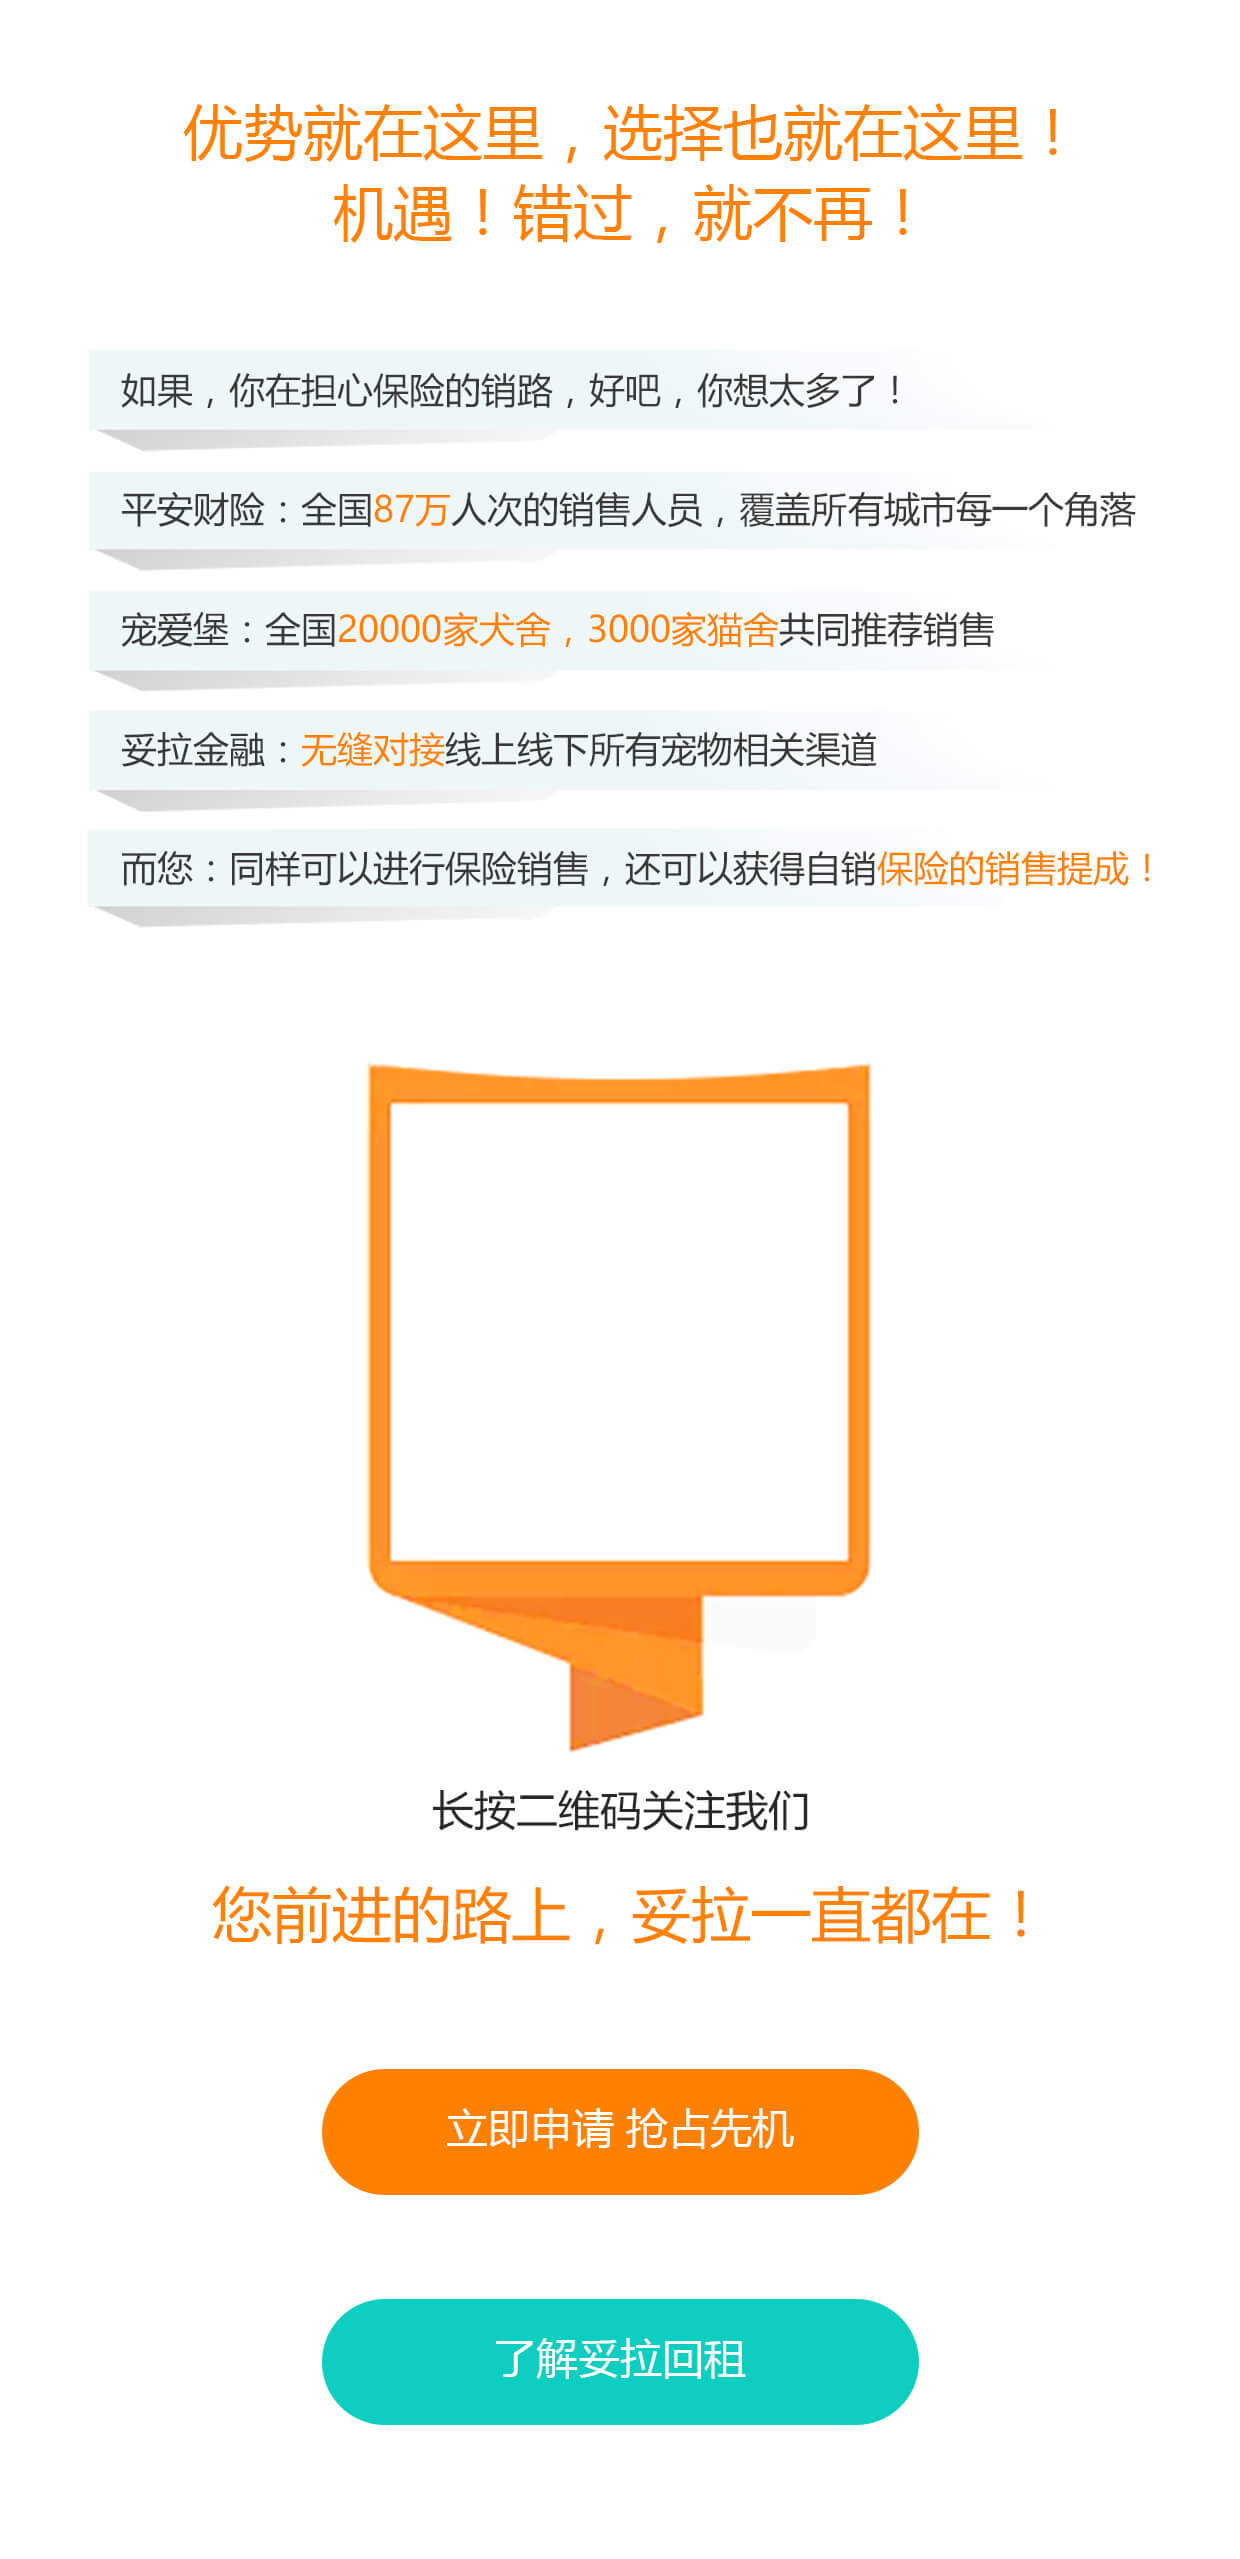 优势就在这里，选择也就在这里！
机遇！错过，就不再！
如果，你在担心保险的销路，好吧，你想太多了！
平安财险：全国87万人次的销售人员，覆盖所有城市每一个角落
宠爱堡：全国20000家犬舍，3000家猫舍共同推荐销售
妥拉金融：无缝对接线上线下所有宠物相关渠道
而您：同样可以进行保险销售，还可以获得自销保险的销售提成！
长按二维码关注我们
您前进的路上，妥拉一直都在！
立即申请 抢占先机
了解妥拉回租